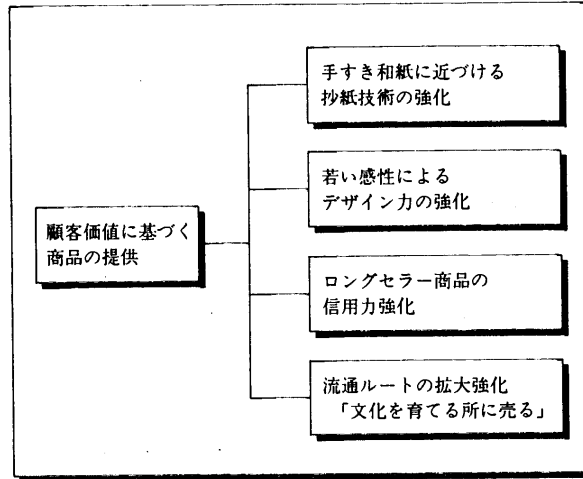 手すき和紙に近づける
抄紙技術の強化
若い感性による
デザイン力の強化
顧客価値に基づく
商品の提供
ロングセラー商品の
信用力強化
流通ルートの拡大強化
「文化を育てる所に売る」